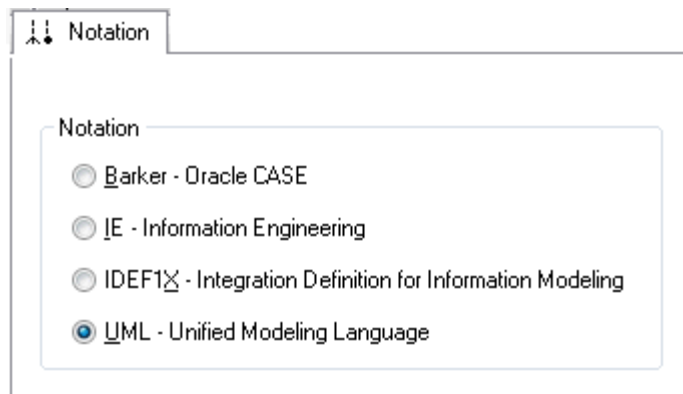 Notation
Notation
Barker - Oracle CASE
IE - Information Engineering
IDEF1X - Integration Definition for Information Modeling
UML - Unified Modeling Language